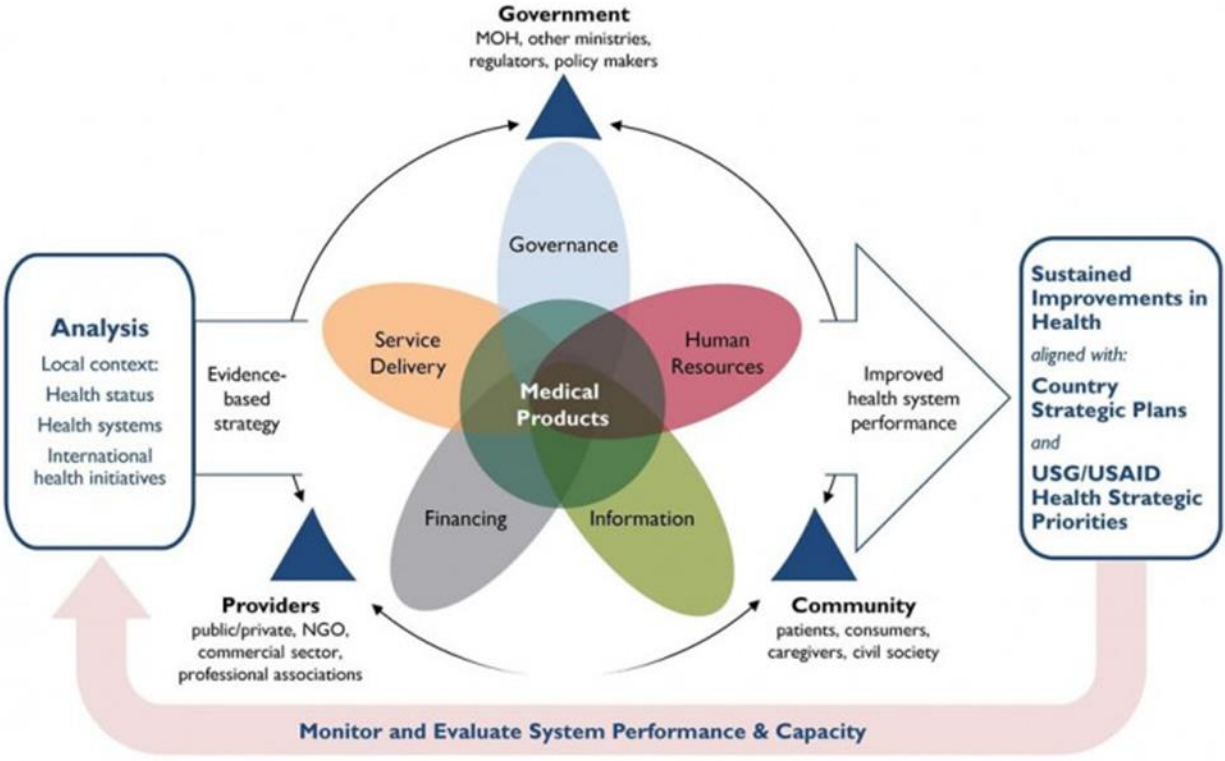 Government
MOH, other ministries,
regulators, policy makers
Governance
Service
Delivery
Human
Resources
Medical
Products
Financing
Information
Analysis
Local context:
Health status
Health systems
International
health initiatives
Evidence-
based
strategy
Improved
health system
performance
Sustained
Improvements in
Health
aligned with:
Country
Strategic Plans
and
USG/USAID
Health Strategic
Priorities
Providers
public/private, NGO,
commercial sector,
professional associations
Community
patients, consumers,
caregivers, civil society
Monitor and Evaluate System Performance & Capacity